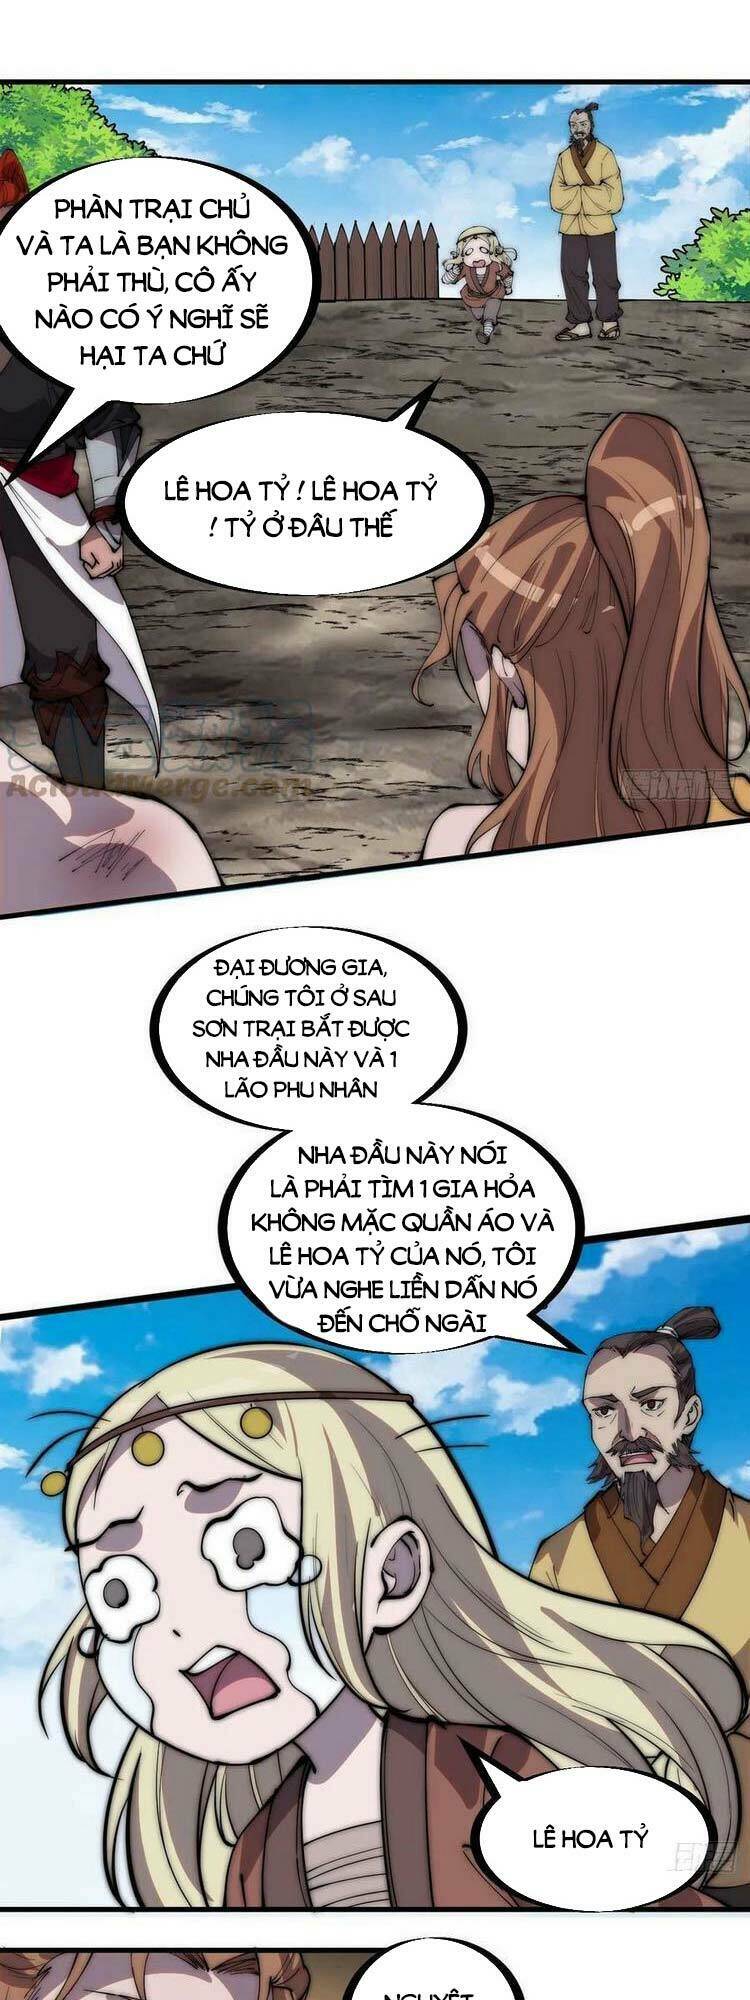 PHÀN TRẠI CHỦ
VÀ TA LÀ BẠN KHÔNG
PHẢI THÙ, CÔ ẤY
NÀO CÓ Ý NGHĨ SẼ
HẠI TA CHỨ
LÊ HOA TỶ ! LÊ HOA TỶ
! TỶ Ở ĐÂU THẾ
AcloudMerge.com
ĐẠI ĐƯƠNG GIA,
CHÚNG TÔI Ở SAU
SƠN TRẠI BẮT ĐƯỢC
NHA ĐẦU NÀY VÀ 1
LÃO PHU NHÂN
NHA ĐẦU NÀY NÓI
LÀ PHẢI TÌM 1 GIA HỎA
KHÔNG MẶC QUẦN ÁO VÀ
LÊ HOA TỶ CỦA NÓ, TÔI
VỪA NGHE LIỀN DẪN NÓ
ĐẾN CHỖ NGÀI
LÊ HOA TỶ
NGUYỆT